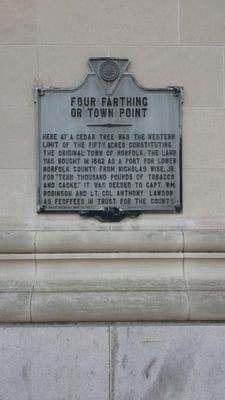 FOUR FARTHING
OR TOWN POINT
HERE AT A CEDAR TREE WAS THE WESTERN
LIMIT OF THE FIFTY ACRES CONSTITUTING
THE ORIGINAL TOWN OF NORFOLK. THE LAND
WAS BOUGHT IN 1682 AS A PORT FOR LOWER
NORFOLK COUNTY FROM NICHOLAS WISE, JR.
FOR "TENN THOUSAND POUNDS OF TOBACCO
AND CASKE." IT WAS DEEDED TO CAPT. WM.
ROBINSON AND LT. COL. ANTHONY LAWSON
AS FEOFFEES IN TRUST FOR THE COUNTY.